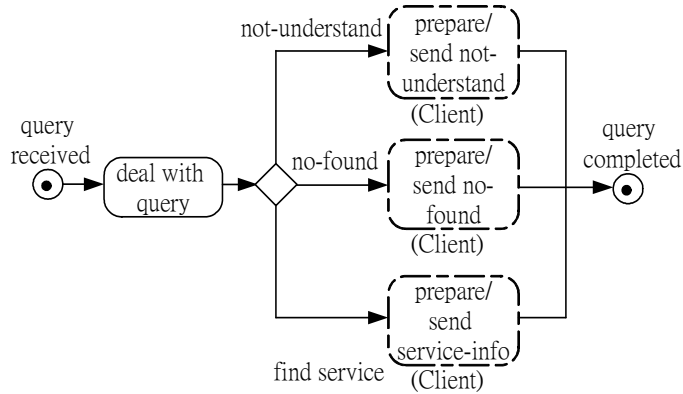 query
received
deal with
query
not-understand
prepare/
send not-
understand
(Client)
no-found
prepare/
send no-
found
(Client)
find service
prepare/
send
service-info
(Client)
query
completed